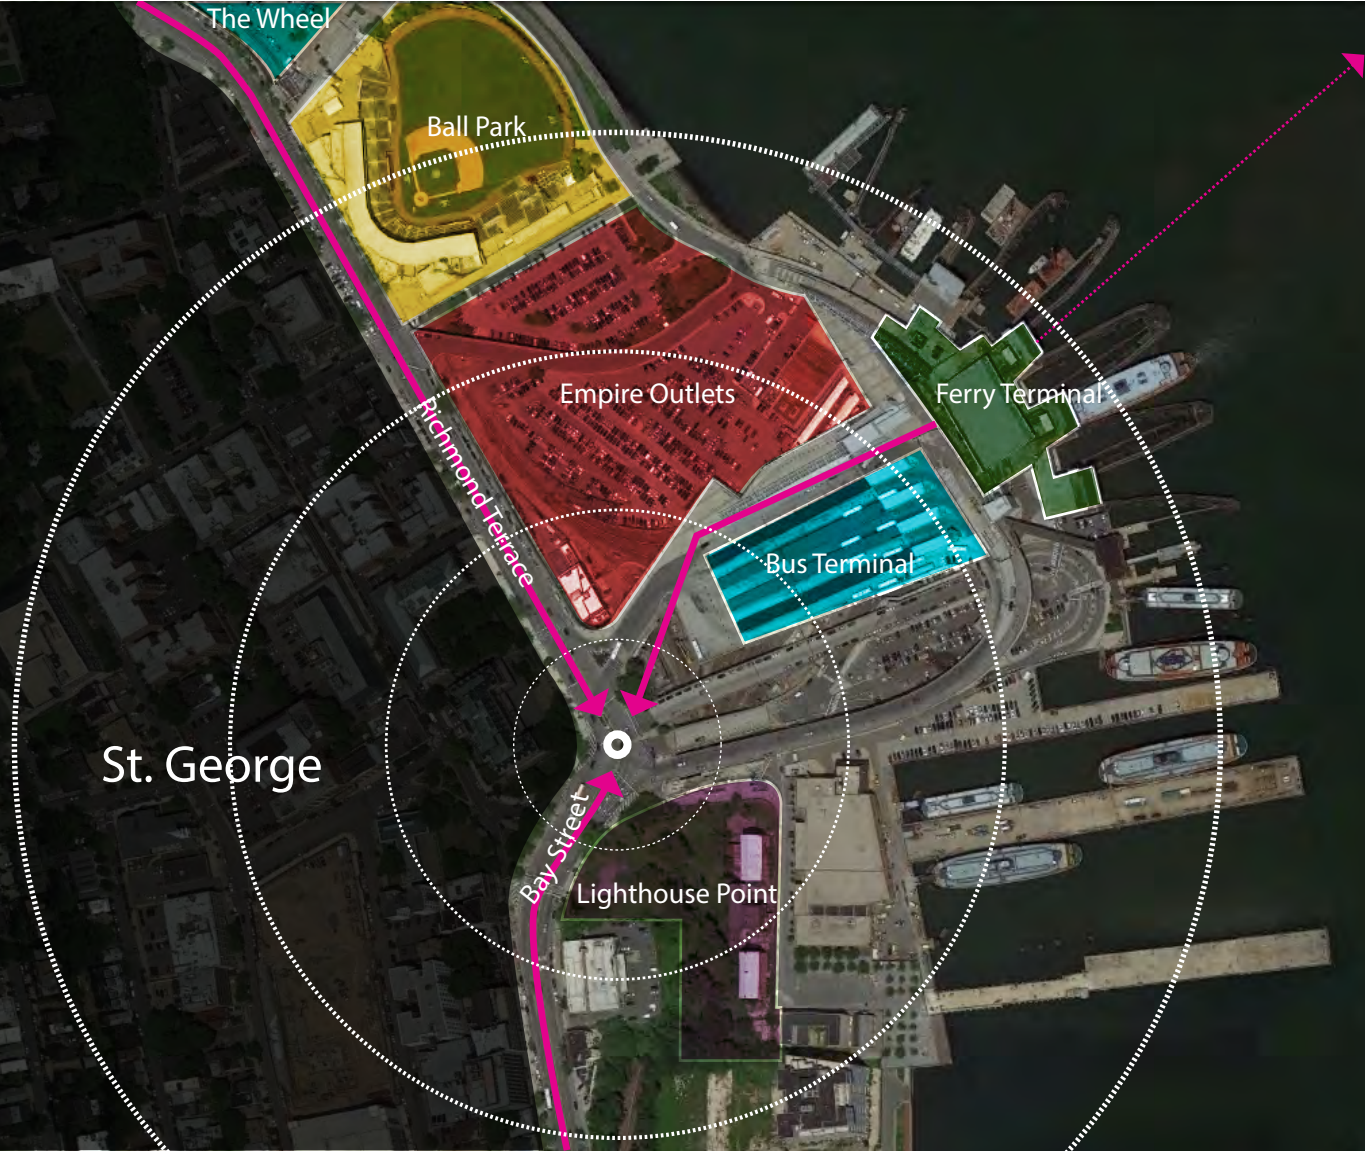 The Wheel
Ball Park
Empire Outlets
Ferry Terminal
Richmond Terrace
Bus Terminal
St. George
Bay Street
Lighthouse Point